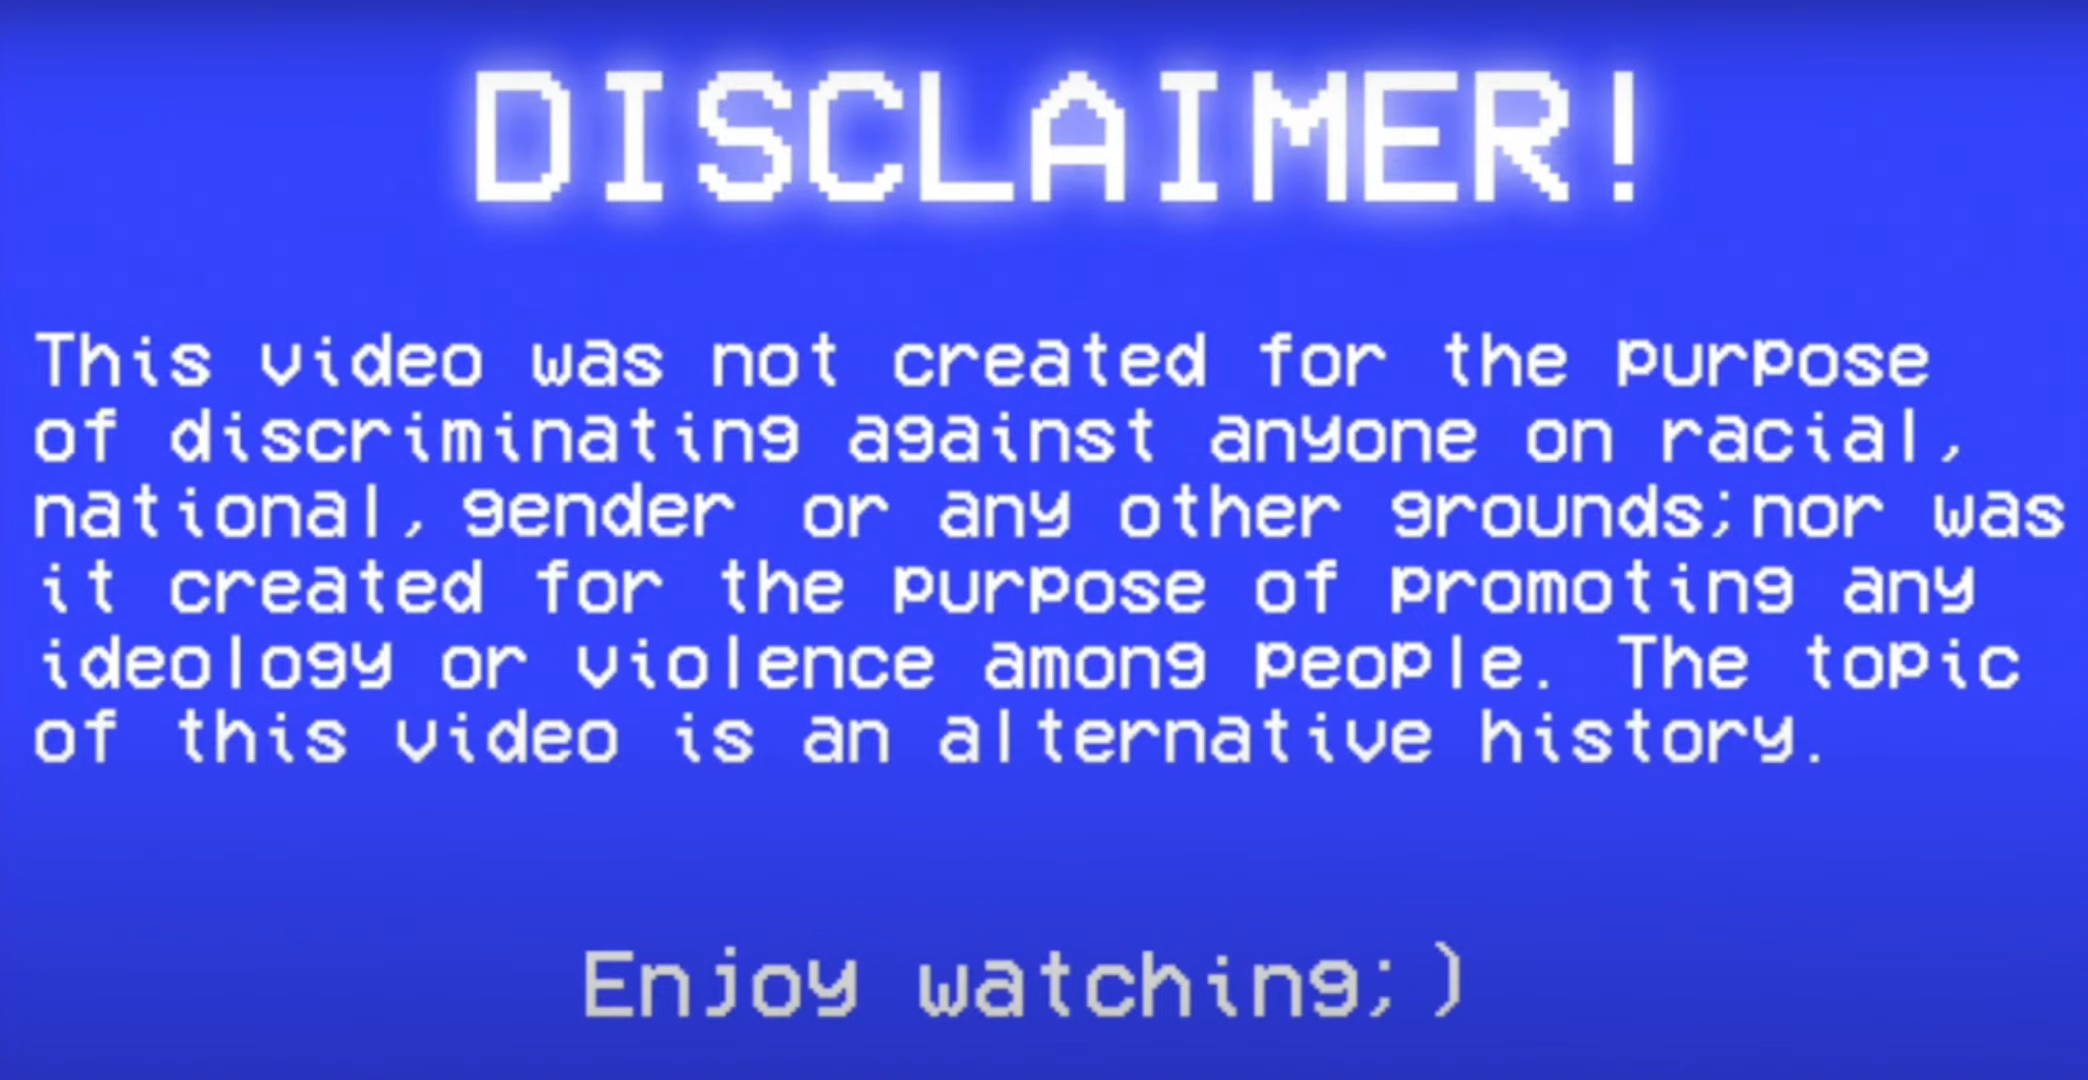 DISCLAIMER!
This video was not created for the purpose
of discriminating against anyone on racial,
national, gender or any other grounds;nor was
it created for the purpose of promoting any
ideology or violence among people. The topic
of this video is an alternative history.
Enjoy watching;)